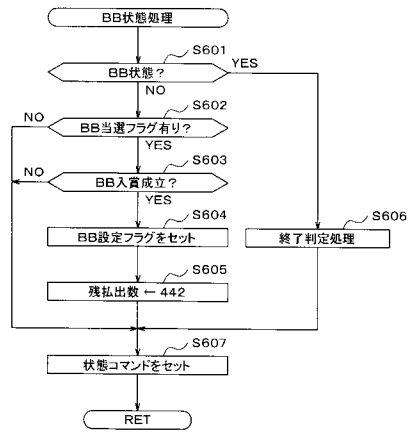 BB状態処理
S601
BB状態?
YES
NO
S602
NO
BB当選フラグ有り?
YES
S603
NO
BB入賞成立?
YES
S604
BB設定フラグをセット
S606
終了判定処理
S605
残払出数 ← 442
S607
状態コマンドをセット
RET